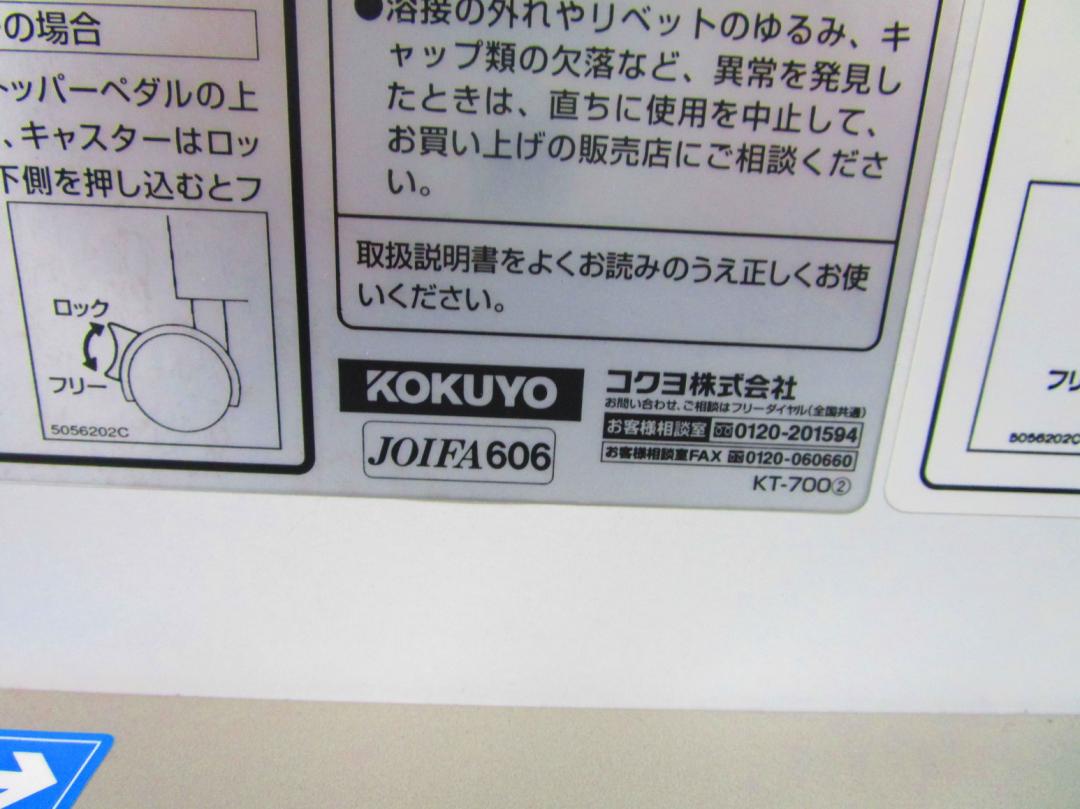 の場合
トッパーペダルの上
、キャスターはロッ
下側を押し込むとフ
ロック
フリー
5056202C
●溶接の外れやリベットのゆるみ、キ
ャップ類の欠落など、異常を発見し
たときは、直ちに使用を中止して、
お買い上げの販売店にご相談くださ
い。
取扱説明書をよくお読みのうえ正しくお使
いください。
KOKUYO
JOIFA606
コクヨ株式会社
お問い合わせ、ご相談はフリーダイヤル(全国共通)
お客様相談室 0120-201594
お客様相談室FAX 0120-060660
KT-700②
フリ
5056202C